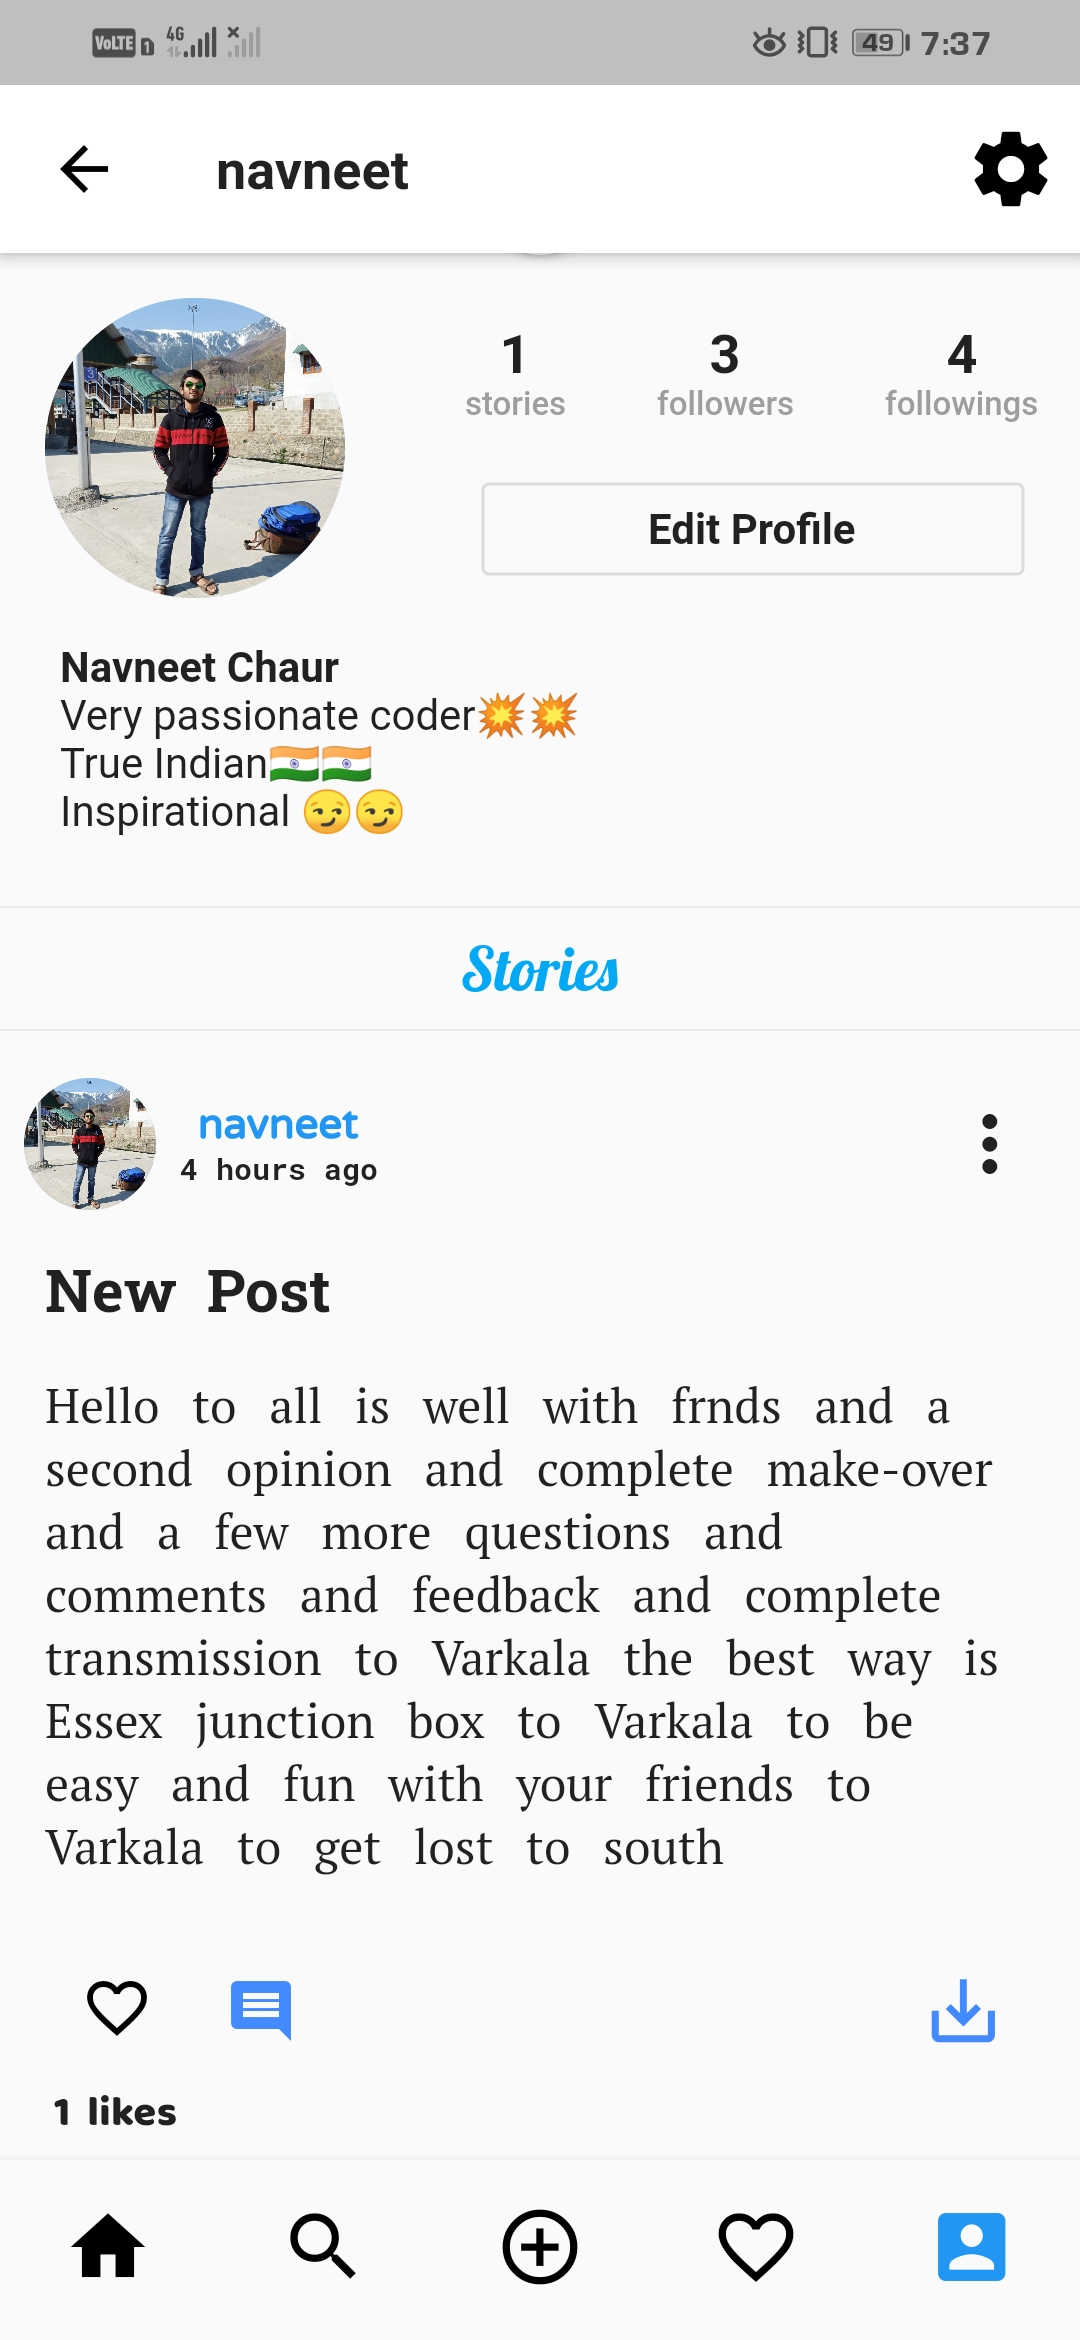 VoLTE 1 4G 49 7:37
navneet
1 3 4
stories followers followings
Edit Profile
Navneet Chaur
Very passionate coder💥💥
True Indian🇮🇳🇮🇳
Inspirational 😏😏
Stories
navneet
4 hours ago
New Post
Hello to all is well with frnds and a
second opinion and complete make-over
and a few more questions and
comments and feedback and complete
transmission to Varkala the best way is
Essex junction box to Varkala to be
easy and fun with your friends to
Varkala to get lost to south
1 likes